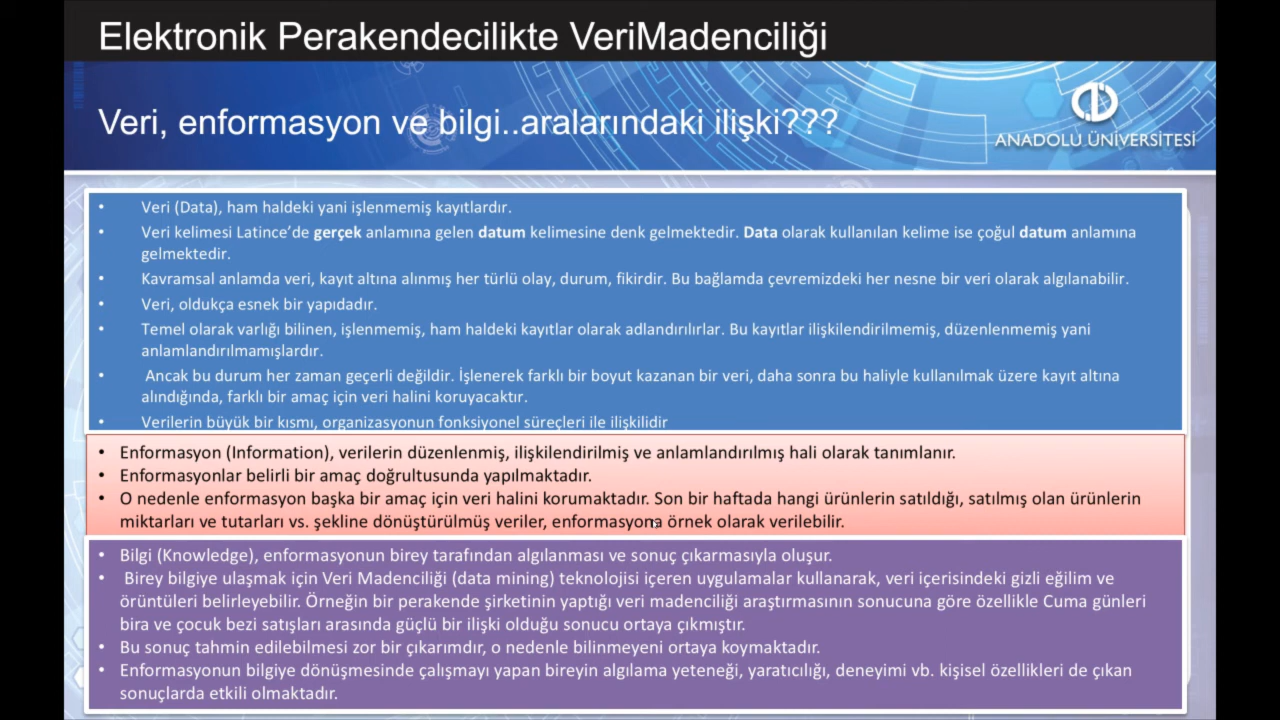 Elektronik Perakendecilikte VeriMadenciliği
Veri, enformasyon ve bilgi..aralarındaki ilişki???
ANADOLU ÜNİVERSİTESİ
• Veri (Data), ham haldeki yani işlenmemiş kayıtlardır.
• Veri kelimesi Latince’de gerçek anlamına gelen datum kelimesine denk gelmektedir. Data olarak kullanılan kelime ise çoğul datum anlamına
gelmektedir.
• Kavramsal anlamda veri, kayıt altına alınmış her türlü olay, durum, fikirdir. Bu bağlamda çevremizdeki her nesne bir veri olarak algılanabilir.
• Veri, oldukça esnek bir yapıdadır.
• Temel olarak varlığı bilinen, işlenmemiş, ham haldeki kayıtlar olarak adlandırılırlar. Bu kayıtlar ilişkilendirilmemiş, düzenlenmemiş yani
anlamlandırılmamışlardır.
• Ancak bu durum her zaman geçerli değildir. İşlenerek farklı bir boyut kazanan bir veri, daha sonra bu haliyle kullanılmak üzere kayıt altına
alındığında, farklı bir amaç için veri halini koruyacaktır.
• Verilerin büyük bir kısmı, organizasyonun fonksiyonel süreçleri ile ilişkilidir
• Enformasyon (Information), verilerin düzenlenmiş, ilişkilendirilmiş ve anlamlandırılmış hali olarak tanımlanır.
• Enformasyonlar belirli bir amaç doğrultusunda yapılmaktadır.
• O nedenle enformasyon başka bir amaç için veri halini korumaktadır. Son bir haftada hangi ürünlerin satıldığı, satılmış olan ürünlerin
miktarları ve tutarları vs. şekline dönüştürülmüş veriler, enformasyona örnek olarak verilebilir.
• Bilgi (Knowledge), enformasyonun birey tarafından algılanması ve sonuç çıkarmasıyla oluşur.
• Birey bilgiye ulaşmak için Veri Madenciliği (data mining) teknolojisi içeren uygulamalar kullanarak, veri içerisindeki gizli eğilim ve
örüntüleri belirleyebilir. Örneğin bir perakende şirketinin yaptığı veri madenciliği araştırmasının sonucuna göre özellikle Cuma günleri
bira ve çocuk bezi satışları arasında güçlü bir ilişki olduğu sonucu ortaya çıkmıştır.
• Bu sonuç tahmin edilebilmesi zor bir çıkarımdır, o nedenle bilinmeyeni ortaya koymaktadır.
• Enformasyonun bilgiye dönüşmesinde çalışmayı yapan bireyin algılama yeteneği, yaratıcılığı, deneyimi vb. kişisel özellikleri de çıkan
sonuçlarda etkili olmaktadır.